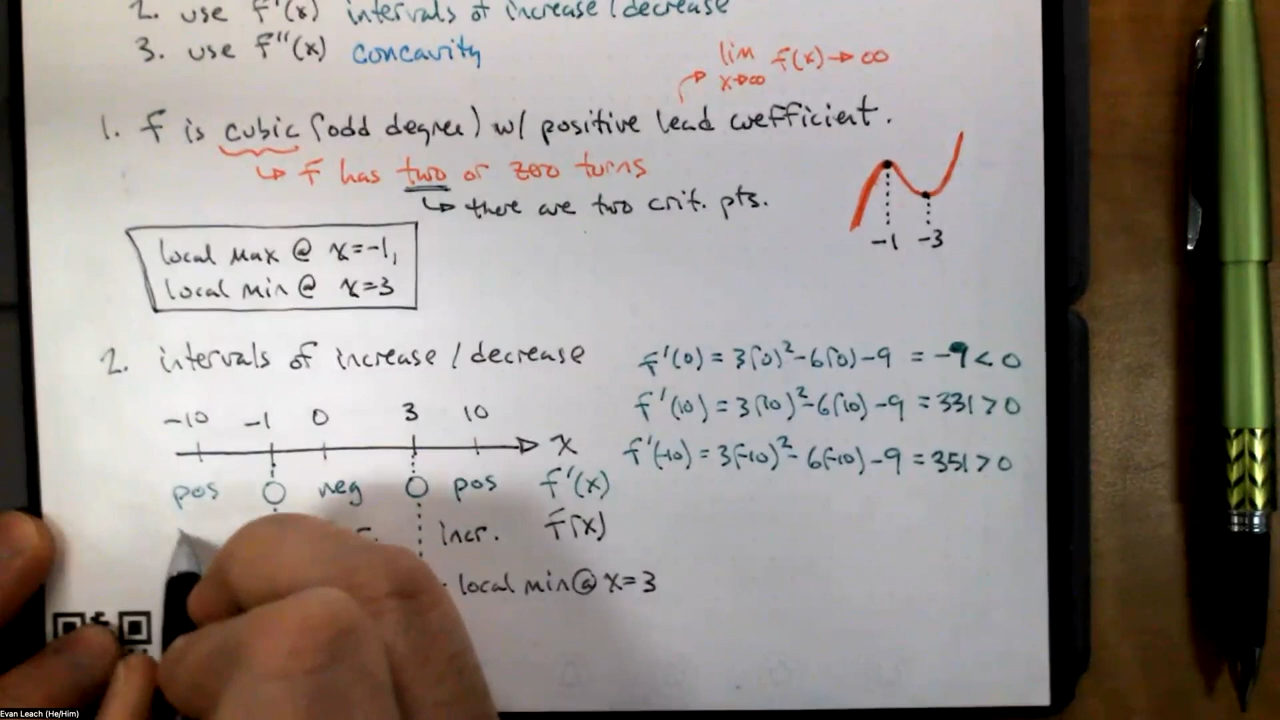 2. use f'(x) intervals of increase / decrease
3. use f''(x) concavity
lim x→∞ f(x) → ∞
1. f is cubic (odd degree) w/ positive lead coefficient.
↳ f has two or zero turns
↳ there are two crit. pts.
-1 -3
local max @ x=-1,
local min @ x=3
2. intervals of increase / decrease
f'(0) = 3(0)²-6(0)-9 = -9 < 0
f'(10) = 3(10)²-6(10)-9 = 231 > 0
f'(-10) = 3(-10)²-6(-10)-9 = 351 > 0
-10 -1 0 3 10
x
pos 0 neg 0 pos f'(x)
incr. f(x)
local min @ x=3
Evan Leach (He/Him)